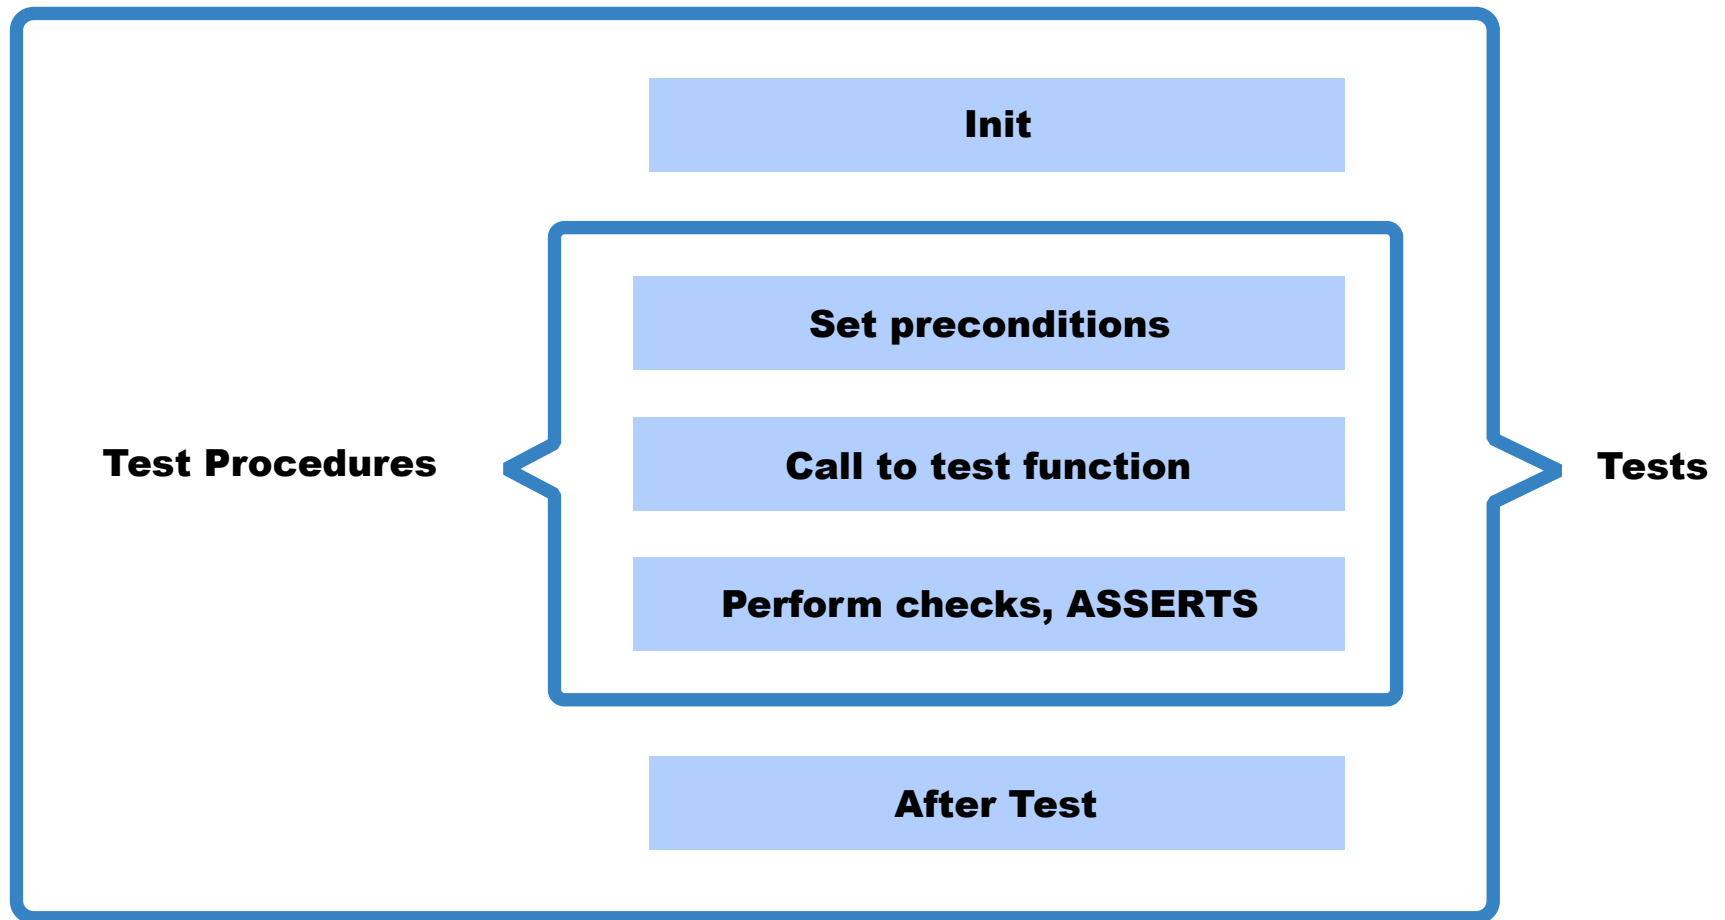 Init
Set preconditions
Test Procedures
Call to test function
Tests
Perform checks, ASSERTS
After Test